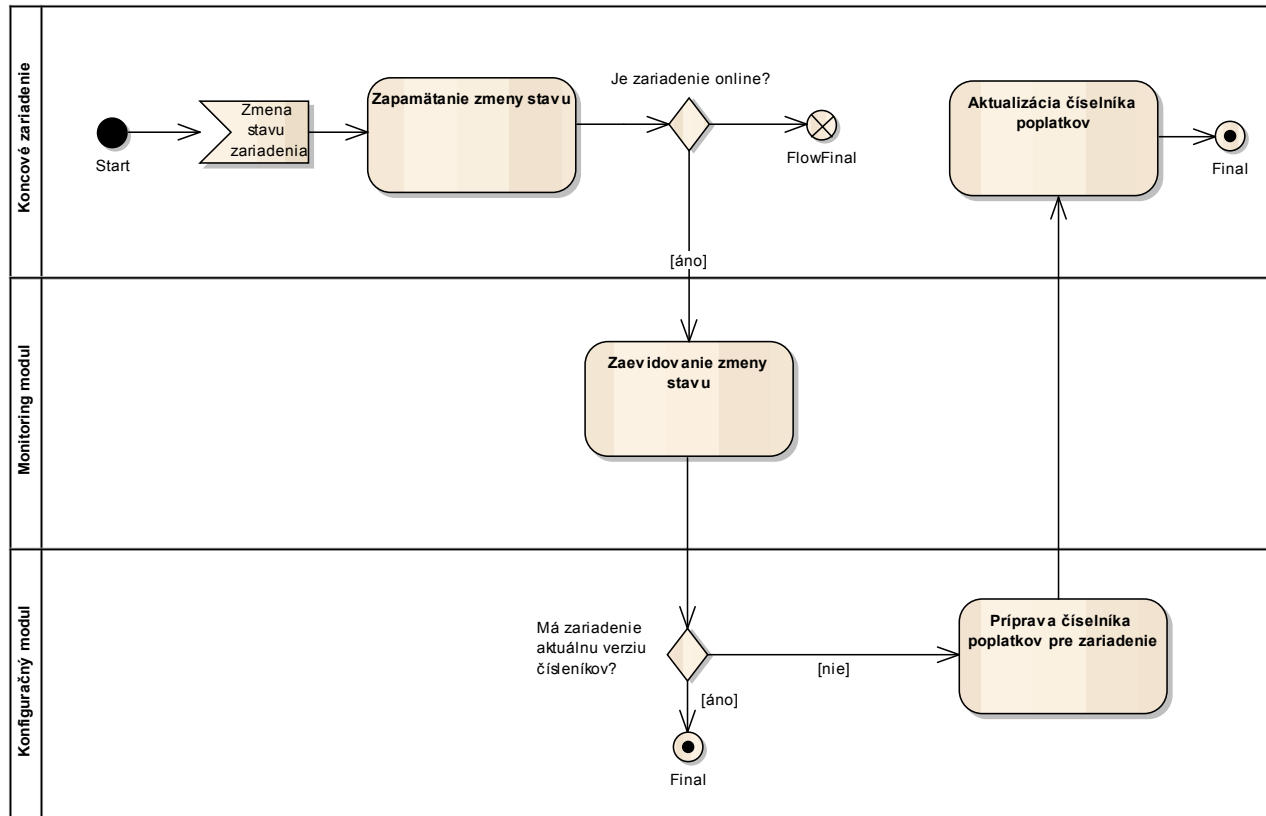 Koncové zariadenie
Start
Zmena
stavu
zariadenia
Zapamätanie zmeny stavu
Je zariadenie online?
FlowFinal
[áno]
Aktualizácia číselníka
poplatkov
Final
Monitoring modul
Zaevidovanie zmeny
stavu
Konfiguračný modul
Má zariadenie
aktuálnu verziu
čísleníkov?
[nie]
[áno]
Final
Príprava číselníka
poplatkov pre zariadenie